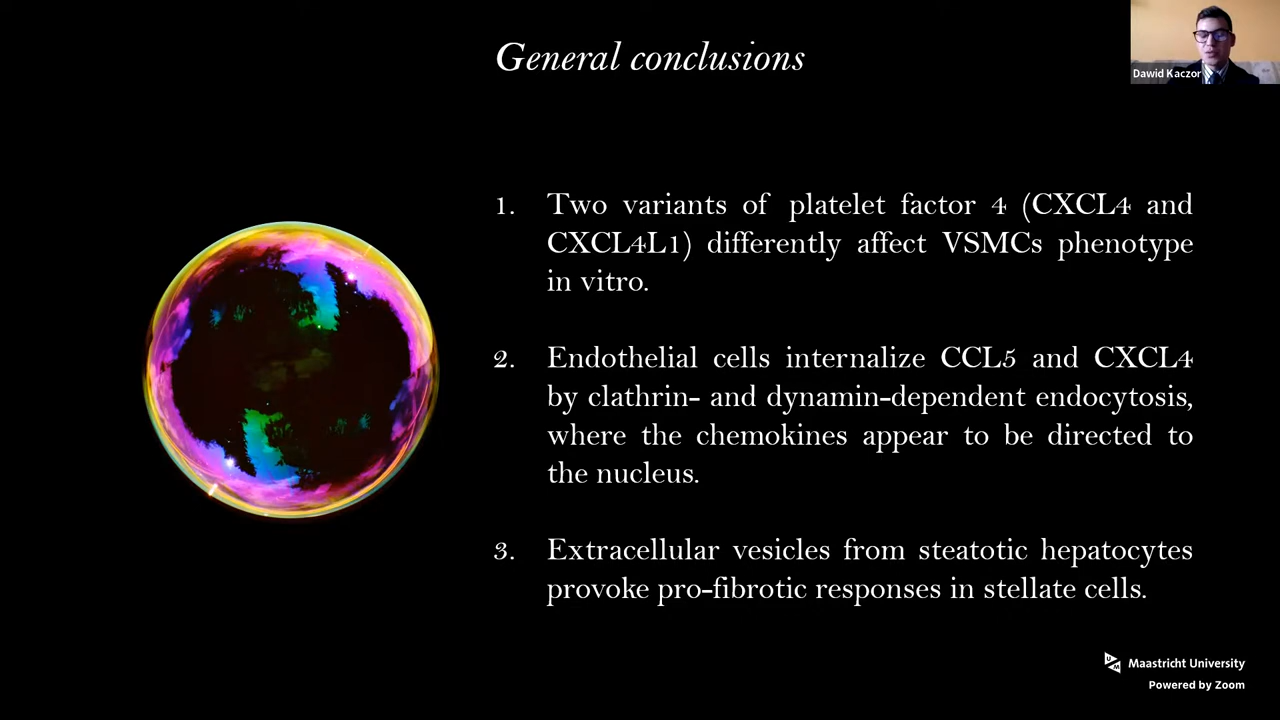 General conclusions
Dawid Kaczor
1. Two variants of platelet factor 4 (CXCL4 and
CXCL4L1) differently affect VSMCs phenotype
in vitro.
2. Endothelial cells internalize CCL5 and CXCL4
by clathrin- and dynamin-dependent endocytosis,
where the chemokines appear to be directed to
the nucleus.
3. Extracellular vesicles from steatotic hepatocytes
provoke pro-fibrotic responses in stellate cells.
Maastricht University
Powered by Zoom